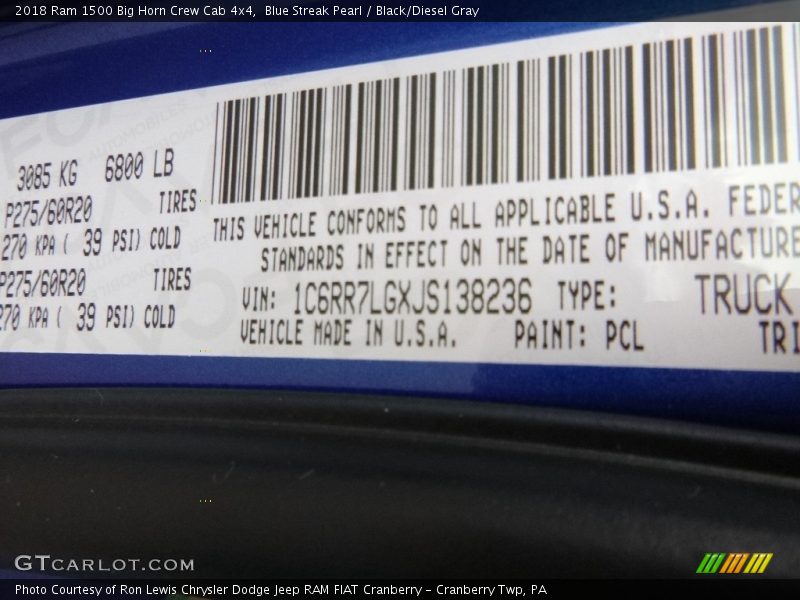 2018 Ram 1500 Big Horn Crew Cab 4x4, Blue Streak Pearl / Black/Diesel Gray
3085 KG 6800 LB
P275/60R20 TIRES
270 KPA ( 39 PSI) COLD
P275/60R20 TIRES
270 KPA ( 39 PSI) COLD
THIS VEHICLE CONFORMS TO ALL APPLICABLE U.S.A. FEDER
STANDARDS IN EFFECT ON THE DATE OF MANUFACTURE
VIN: 1C6RR7LGXJS138236 TYPE: TRUCK
VEHICLE MADE IN U.S.A. PAINT: PCL
TRI
GTCARLOT.COM
Photo Courtesy of Ron Lewis Chrysler Dodge Jeep RAM FIAT Cranberry – Cranberry Twp, PA